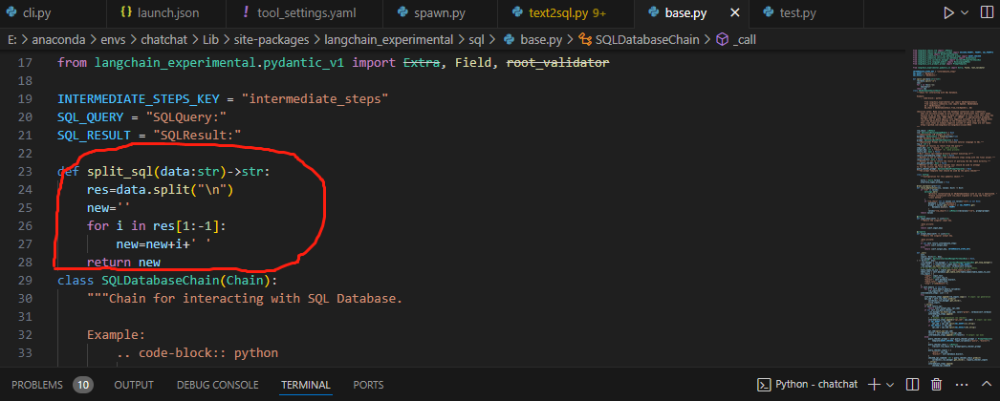 cli.py
launch.json
tool_settings.yaml
spawn.py
text2sql.py 9+
base.py
test.py
E: > anaconda > envs > chatchat > Lib > site-packages > langchain_experimental > sql > base.py > SQLDatabaseChain > _call
17 from langchain_experimental.pydantic_v1 import Extra, Field, root_validator
18
19 INTERMEDIATE_STEPS_KEY = "intermediate_steps"
20 SQL_QUERY = "SQLQuery:"
21 SQL_RESULT = "SQLResult:"
22
23 def split_sql(data:str)->str:
24 res=data.split("\n")
25 new=''
26 for i in res[1:-1]:
27 new=new+i+' '
28 return new
29 class SQLDatabaseChain(Chain):
30 """Chain for interacting with SQL Database.
31
32 Example:
33 .. code-block:: python
PROBLEMS 10 OUTPUT DEBUG CONSOLE TERMINAL PORTS
Python - chatchat